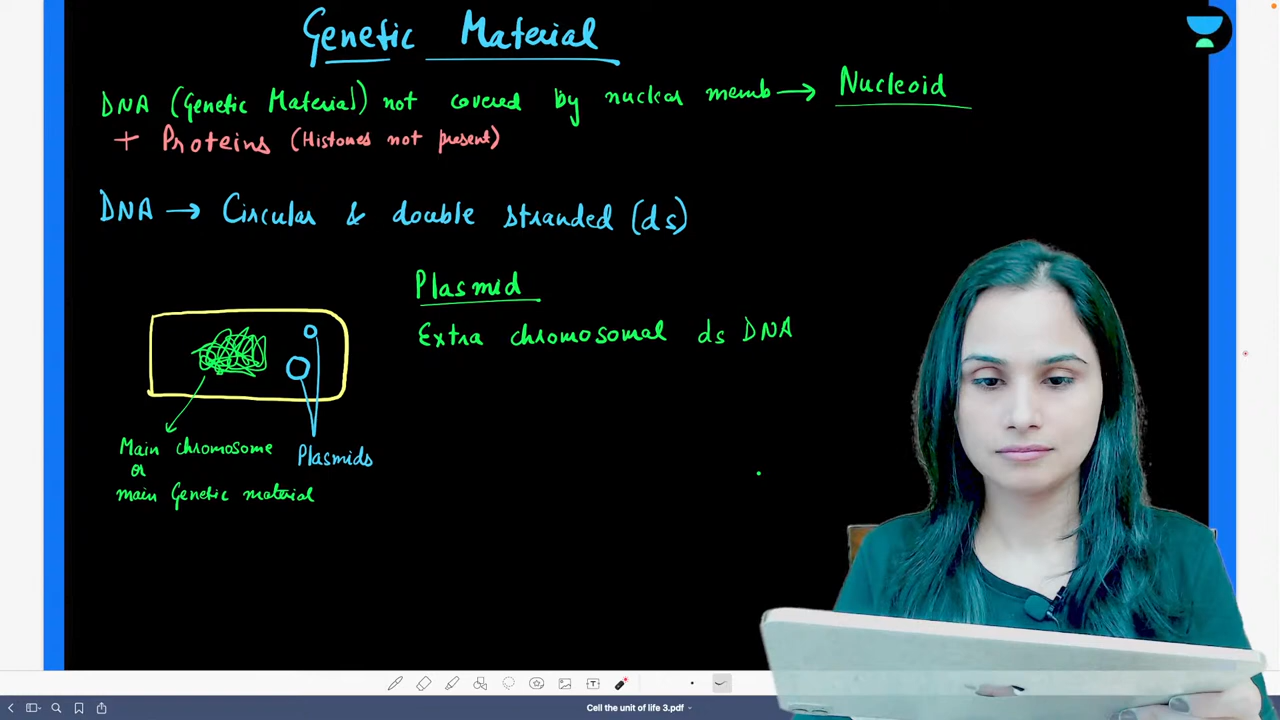 Genetic Material
DNA (Genetic Material) not covered by nuclear memb → Nucleoid
+ Proteins (Histones not present)
DNA → Circular & double stranded (ds)
Plasmid
Extra chromosomal ds DNA
Main chromosome
or
main Genetic material
Plasmids
Cell the unit of life 3.pdf